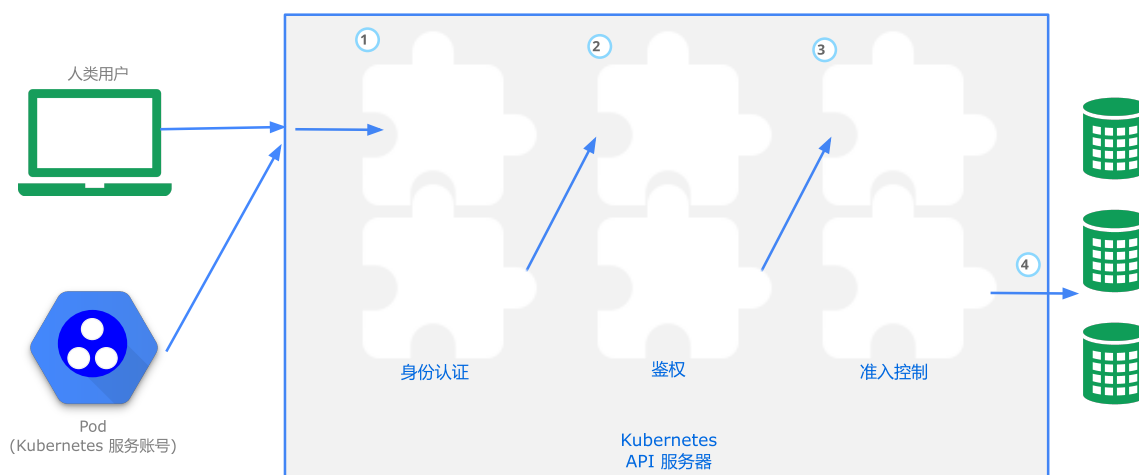 人类用户
1
2
3
4
Pod
(Kubernetes 服务账号)
身份认证
鉴权
准入控制
Kubernetes
API 服务器